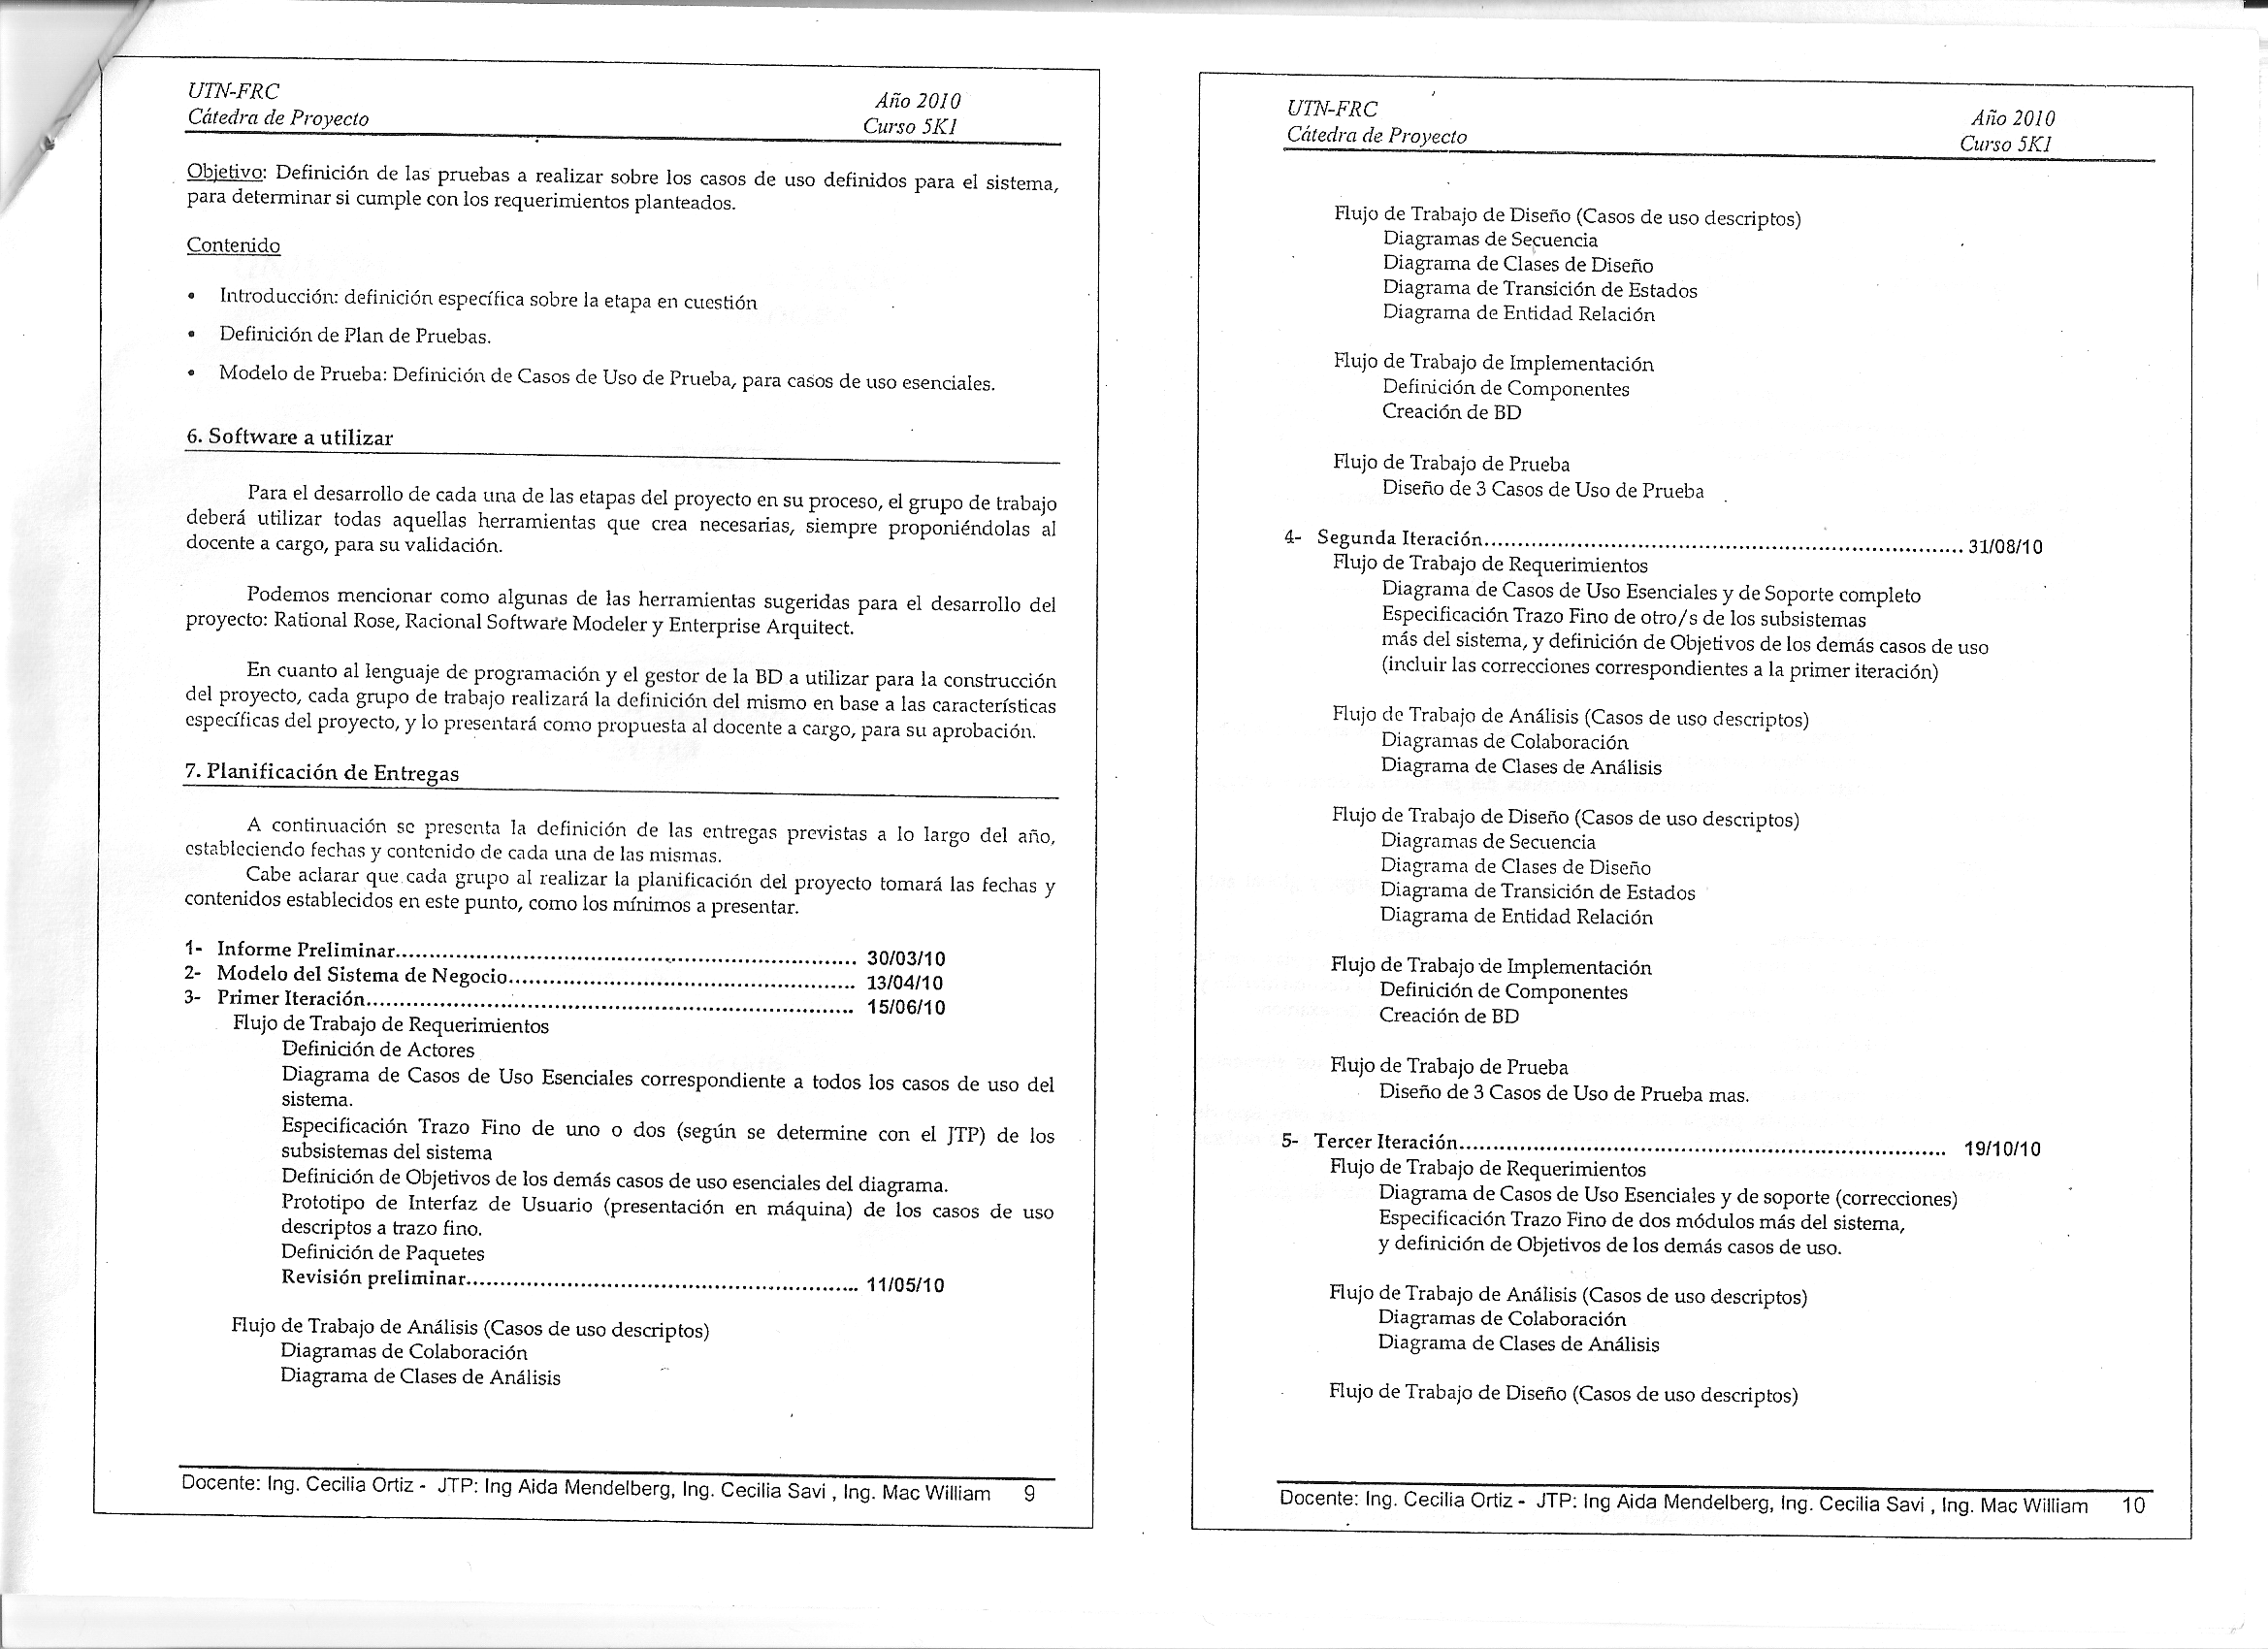 UTN-FRC
Cátedra de Proyecto
Año 2010
Curso 5K1
Objetivo: Definición de las pruebas a realizar sobre los casos de uso definidos para el sistema,
para determinar si cumple con los requerimientos planteados.
Contenido
• Introducción: definición específica sobre la etapa en cuestión
• Definición de Plan de Pruebas.
• Modelo de Prueba: Definición de Casos de Uso de Prueba, para casos de uso esenciales.
6. Software a utilizar
Para el desarrollo de cada una de las etapas del proyecto en su proceso, el grupo de trabajo
deberá utilizar todas aquellas herramientas que crea necesarias, siempre proponiéndolas al
docente a cargo, para su validación.
Podemos mencionar como algunas de las herramientas sugeridas para el desarrollo del
proyecto: Rational Rose, Racional Software Modeler y Enterprise Arquitect.
En cuanto al lenguaje de programación y el gestor de la BD a utilizar para la construcción
del proyecto, cada grupo de trabajo realizará la definición del mismo en base a las características
específicas del proyecto, y lo presentará como propuesta al docente a cargo, para su aprobación.
7. Planificación de Entregas
A continuación se presenta la definición de las entregas previstas a lo largo del año,
estableciendo fechas y contenido de cada una de las mismas.
Cabe aclarar que cada grupo al realizar la planificación del proyecto tomará las fechas y
contenidos establecidos en este punto, como los mínimos a presentar.
1- Informe Preliminar..................................................................... 30/03/10
2- Modelo del Sistema de Negocio.................................................... 13/04/10
3- Primer Iteración......................................................................... 15/06/10
Flujo de Trabajo de Requerimientos
Definición de Actores
Diagrama de Casos de Uso Esenciales correspondiente a todos los casos de uso del
sistema.
Especificación Trazo Fino de uno o dos (según se determine con el JTP) de los
subsistemas del sistema
Definición de Objetivos de los demás casos de uso esenciales del diagrama.
Prototipo de Interfaz de Usuario (presentación en máquina) de los casos de uso
descriptos a trazo fino.
Definición de Paquetes
Revisión preliminar........................................................... 11/05/10
Flujo de Trabajo de Análisis (Casos de uso descriptos)
Diagramas de Colaboración
Diagrama de Clases de Análisis
Docente: Ing. Cecilia Ortiz - JTP: Ing Aida Mendelberg, Ing. Cecilia Savi , Ing. Mac William 9
UTN-FRC
Cátedra de Proyecto
Año 2010
Curso 5K1
Flujo de Trabajo de Diseño (Casos de uso descriptos)
Diagramas de Secuencia
Diagrama de Clases de Diseño
Diagrama de Transición de Estados
Diagrama de Entidad Relación
Flujo de Trabajo de Implementación
Definición de Componentes
Creación de BD
Flujo de Trabajo de Prueba
Diseño de 3 Casos de Uso de Prueba
4- Segunda Iteración........................................................................ 31/08/10
Flujo de Trabajo de Requerimientos
Diagrama de Casos de Uso Esenciales y de Soporte completo
Especificación Trazo Fino de otro/s de los subsistemas
más del sistema, y definición de Objetivos de los demás casos de uso
(incluir las correcciones correspondientes a la primer iteración)
Flujo de Trabajo de Análisis (Casos de uso descriptos)
Diagramas de Colaboración
Diagrama de Clases de Análisis
Flujo de Trabajo de Diseño (Casos de uso descriptos)
Diagramas de Secuencia
Diagrama de Clases de Diseño
Diagrama de Transición de Estados
Diagrama de Entidad Relación
Flujo de Trabajo de Implementación
Definición de Componentes
Creación de BD
Flujo de Trabajo de Prueba
Diseño de 3 Casos de Uso de Prueba mas.
5- Tercer Iteración......................................................................... 19/10/10
Flujo de Trabajo de Requerimientos
Diagrama de Casos de Uso Esenciales y de soporte (correcciones)
Especificación Trazo Fino de dos módulos más del sistema,
y definición de Objetivos de los demás casos de uso.
Flujo de Trabajo de Análisis (Casos de uso descriptos)
Diagramas de Colaboración
Diagrama de Clases de Análisis
Flujo de Trabajo de Diseño (Casos de uso descriptos)
Docente: Ing. Cecilia Ortiz - JTP: Ing Aida Mendelberg, Ing. Cecilia Savi , Ing. Mac William 10